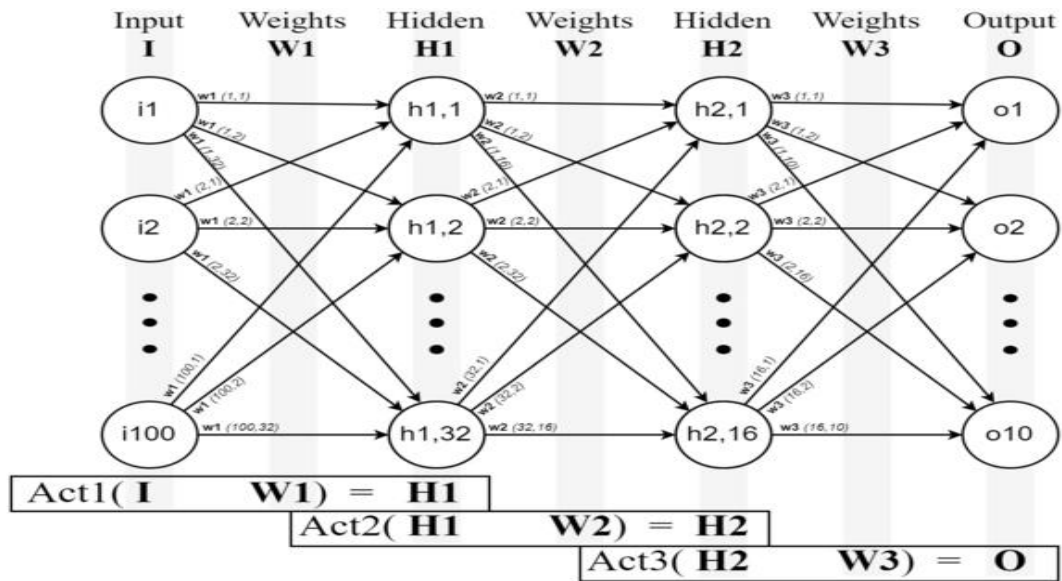 Input Weights Hidden Weights Hidden Weights Output
I W1 H1 W2 H2 W3 O
i1 w1 (1,1) h1,1 w2 (1,1) h2,1 w3 (1,1) o1
w1 (1,2) w2 (1,2) w3 (1,2)
w1 (1,32) w2 (1,16) w3 (1,10)
w1 (2,1) w2 (2,1) w3 (2,1)
i2 w1 (2,2) h1,2 w2 (2,2) h2,2 w3 (2,2) o2
w1 (2,32) w2 (2,32) w3 (2,16)
w1 (100,1) w2 (32,1) w3 (16,1)
w1 (100,2) w2 (32,2) w3 (16,2)
i100 w1 (100,32) h1,32 w2 (32,16) h2,16 w3 (16,10) o10
Act1( I W1) = H1
Act2( H1 W2) = H2
Act3( H2 W3) = O